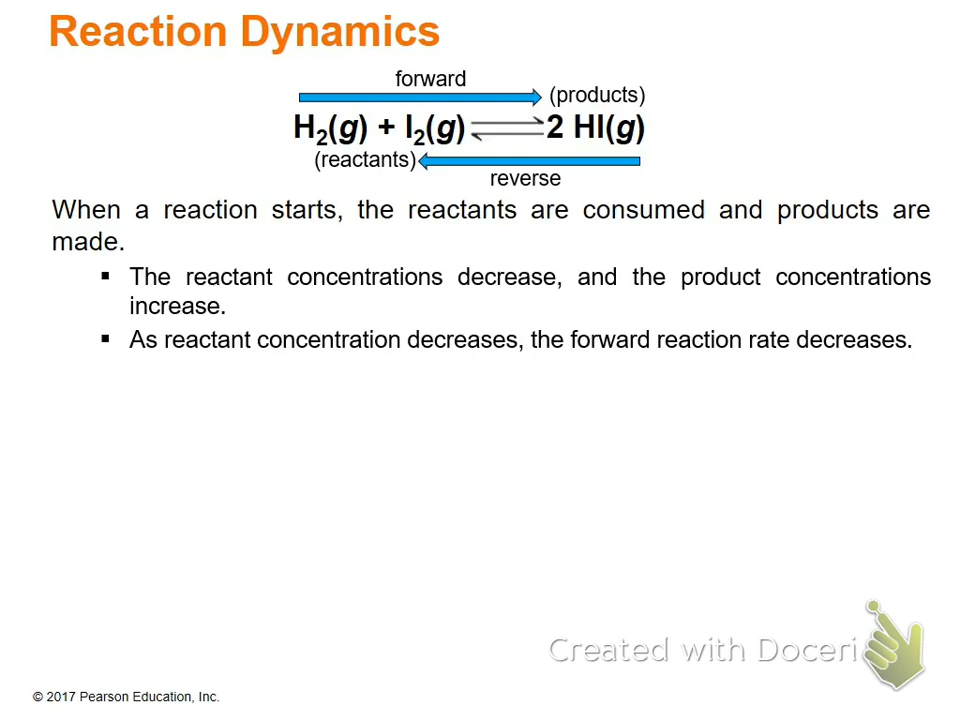 Reaction Dynamics
forward
(products)
H₂(g) + I₂(g) ⇌ 2 HI(g)
(reactants)
reverse
When a reaction starts, the reactants are consumed and products are
made.
▪ The reactant concentrations decrease, and the product concentrations
increase.
▪ As reactant concentration decreases, the forward reaction rate decreases.
Created with Doceri
© 2017 Pearson Education, Inc.